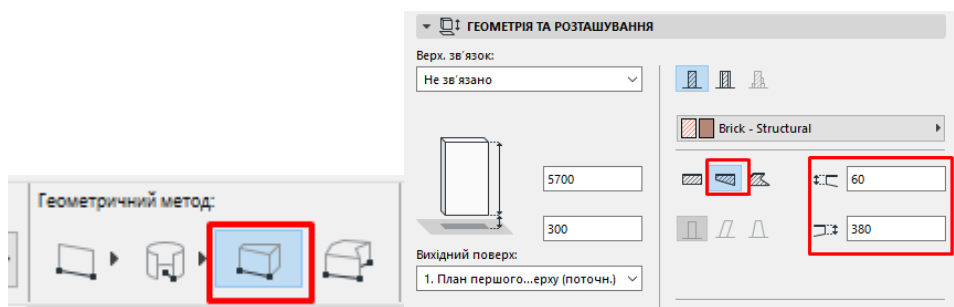 Геометричний метод:
ГЕОМЕТРІЯ ТА РОЗТАШУВАННЯ
Верх. зв'язок:
Не зв'язано
5700
300
Вихідний поверх:
1. План першого...ерху (поточн.)
Brick - Structural
60
380